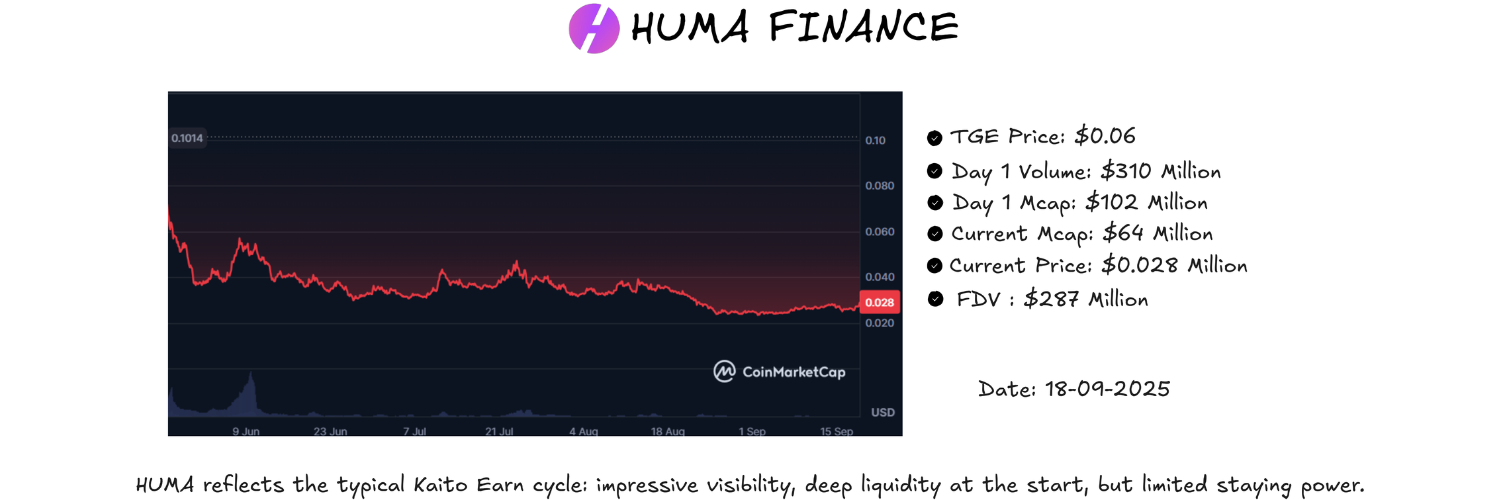 HUMA FINANCE
0.1014
0.10
0.080
0.060
0.040
0.028
0.020
CoinMarketCap
USD
9 Jun 23 Jun 7 Jul 21 Jul 4 Aug 18 Aug 1 Sep 15 Sep
TGE Price: $0.06
Day 1 Volume: $310 Million
Day 1 Mcap: $102 Million
Current Mcap: $64 Million
Current Price: $0.028 Million
FDV : $287 Million
Date: 18-09-2025
HUMA reflects the typical Kaito Earn cycle: impressive visibility, deep liquidity at the start, but limited staying power.